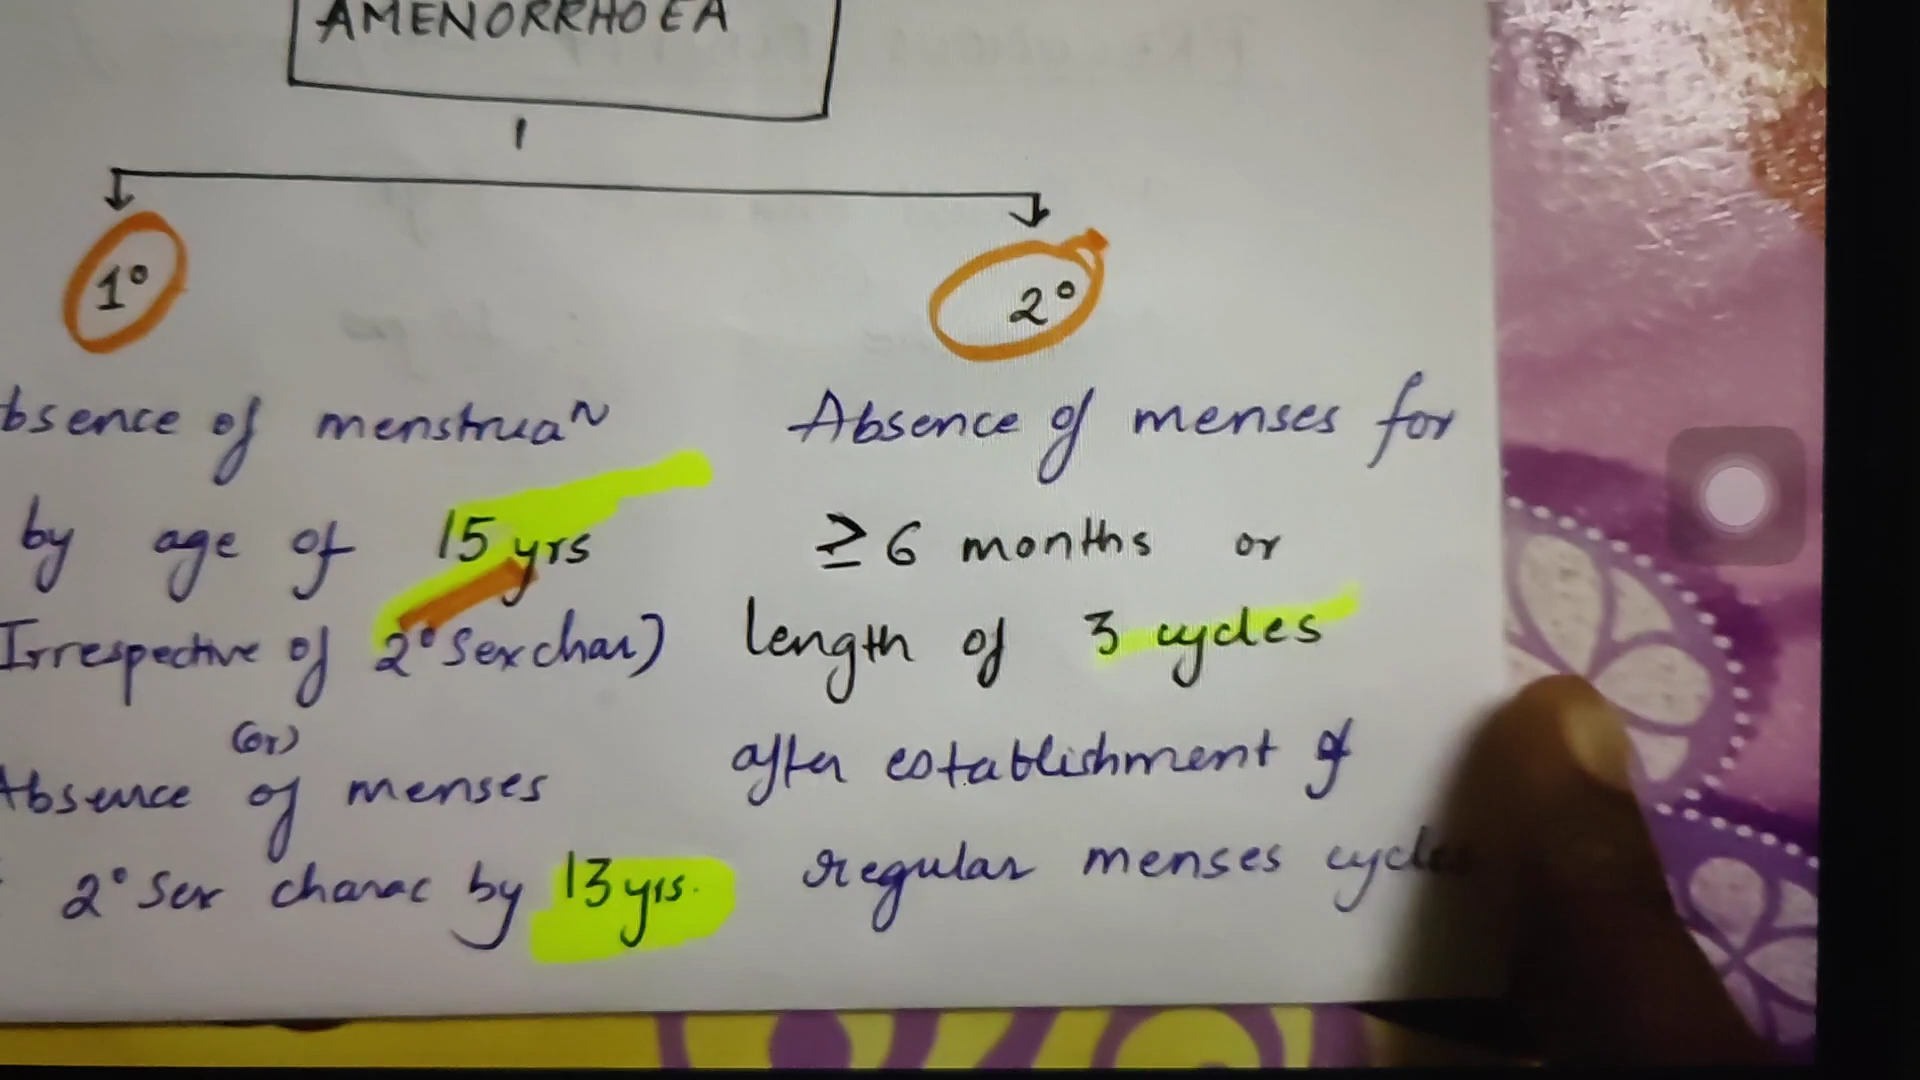 AMENORRHOEA
1°
2°
bsence of menstrua~
by age of 15 yrs
Irrespective of 2° Sex char)
(or)
Absence of menses
2° Sex charac by 13 yrs.
Absence of menses for
≥ 6 months or
length of 3 cycles
after establishment of
regular menses cycles